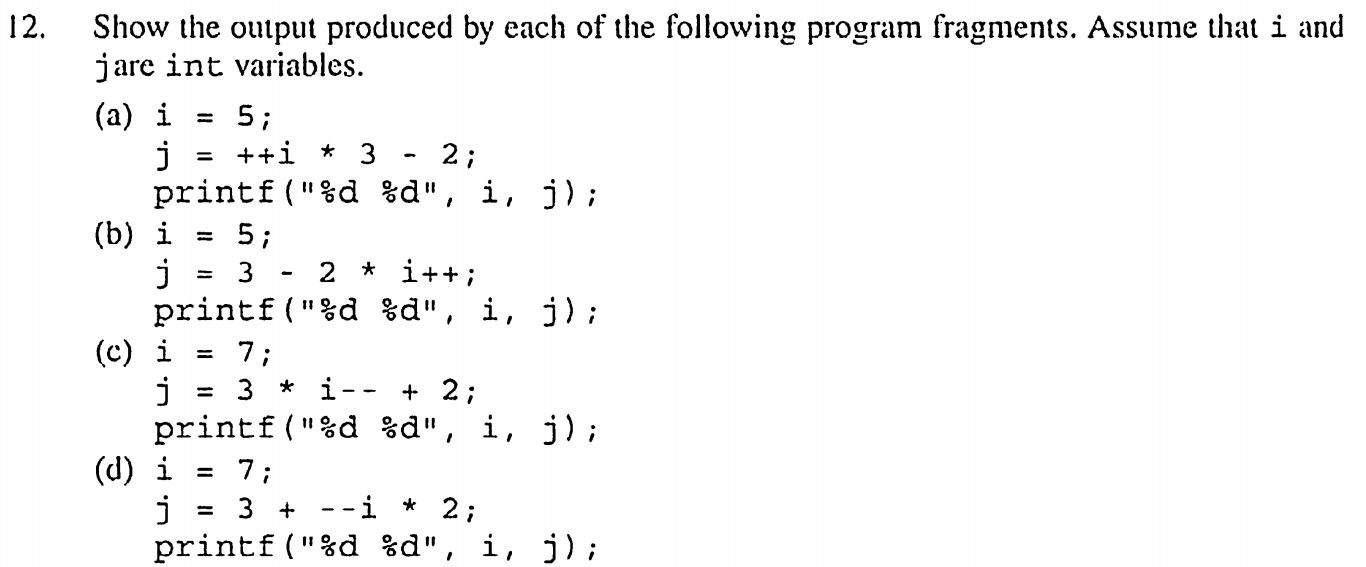 12. Show the output produced by each of the following program fragments. Assume that i and
jare int variables.
(a) i = 5;
j = ++i * 3 - 2;
printf("%d %d", i, j);
(b) i = 5;
j = 3 - 2 * i++;
printf("%d %d", i, j);
(c) i = 7;
j = 3 * i-- + 2;
printf("%d %d", i, j);
(d) i = 7;
j = 3 + --i * 2;
printf("%d %d", i, j);